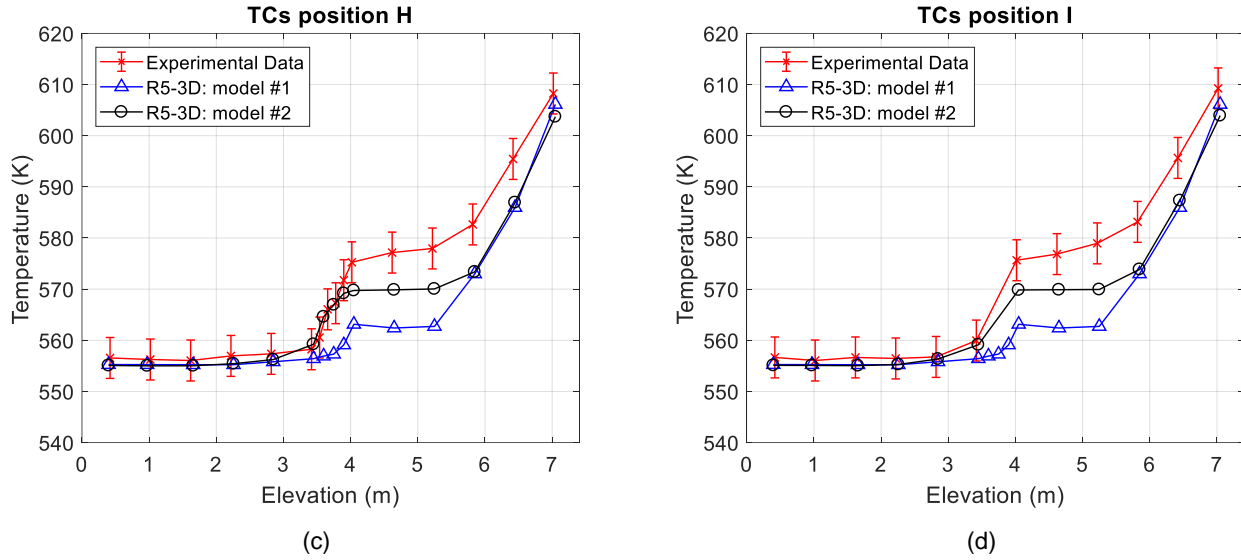 TCs position H
620
610
600
590
580
570
560
550
540
Temperature (K)
Experimental Data
R5-3D: model #1
R5-3D: model #2
0 1 2 3 4 5 6 7
Elevation (m)
(c)
TCs position I
620
610
600
590
580
570
560
550
540
Temperature (K)
Experimental Data
R5-3D: model #1
R5-3D: model #2
0 1 2 3 4 5 6 7
Elevation (m)
(d)